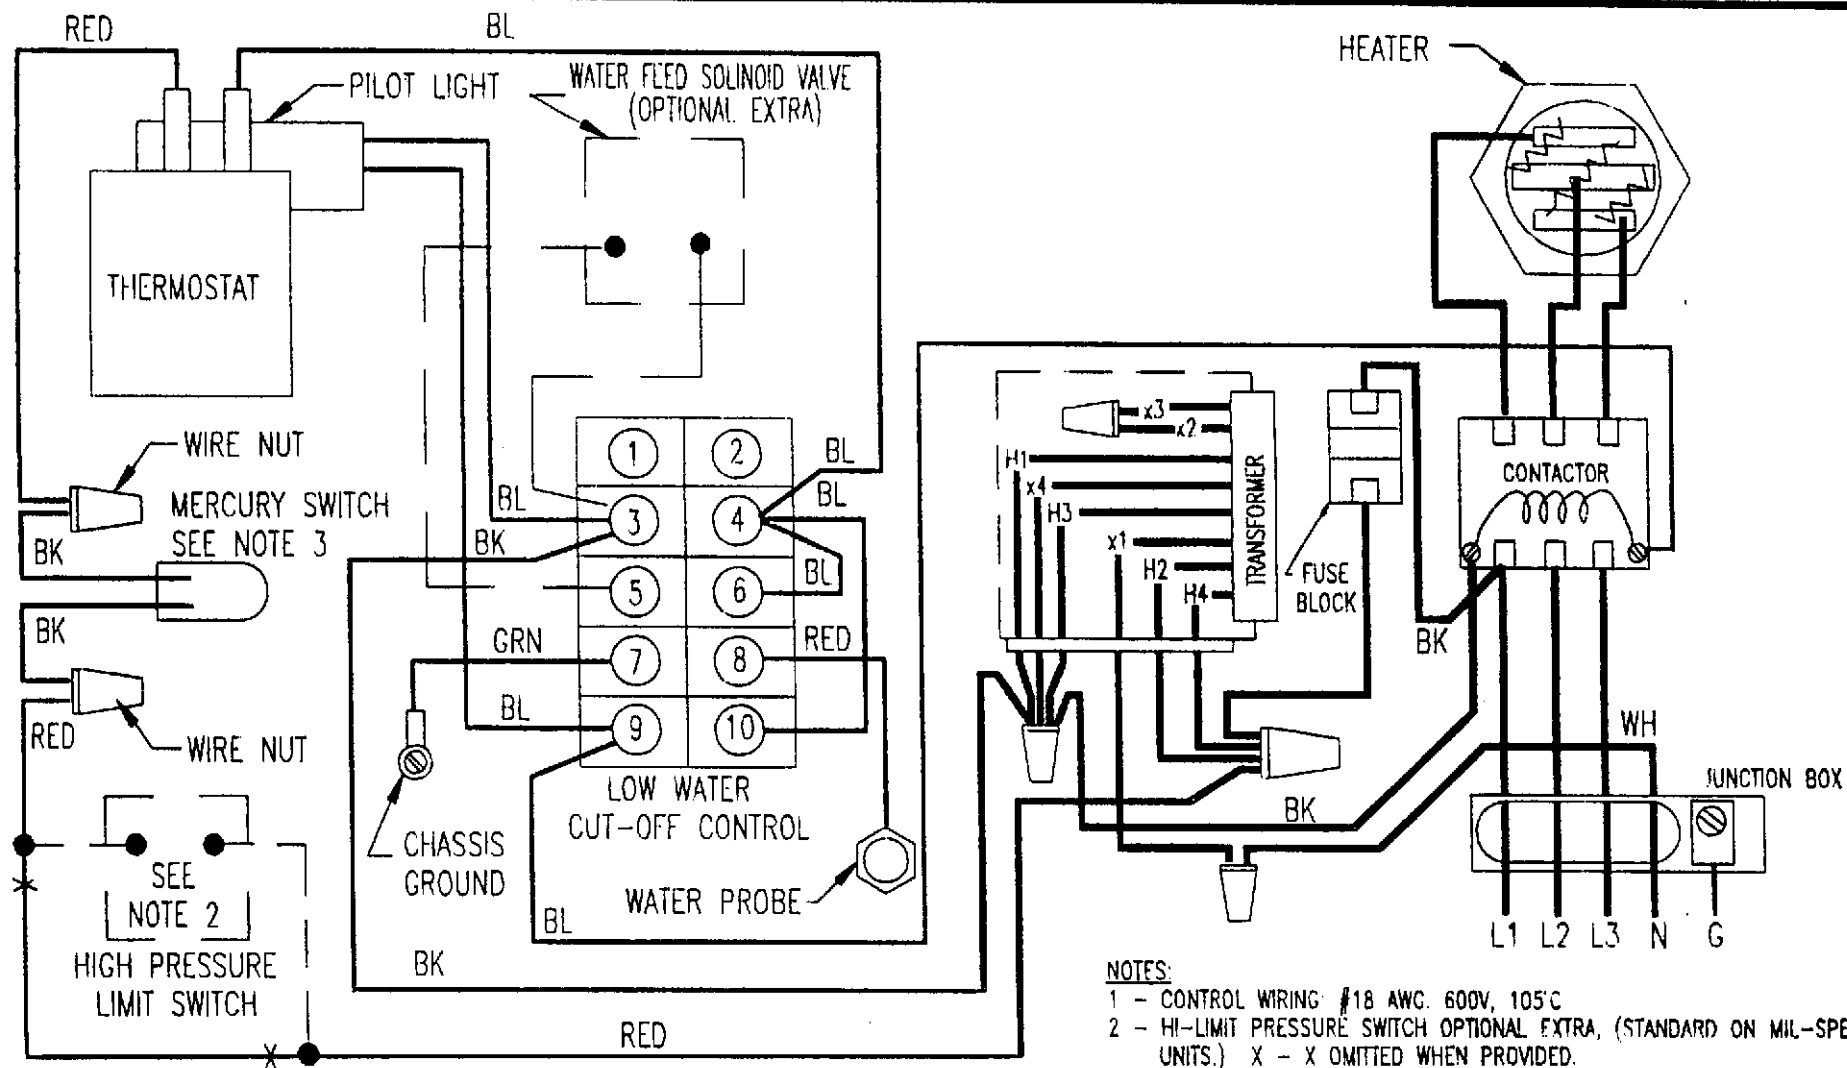 RED
BL
HEATER
PILOT LIGHT
WATER FEED SOLINOID VALVE
(OPTIONAL EXTRA)
THERMOSTAT
WIRE NUT
MERCURY SWITCH
SEE NOTE 3
BK
BK
RED
WIRE NUT
SEE
NOTE 2
HIGH PRESSURE
LIMIT SWITCH
BL
BK
GRN
BL
1
2
3
4
5
6
7
8
9
10
BL
BL
BL
RED
LOW WATER
CUT-OFF CONTROL
CHASSIS
GROUND
WATER PROBE
BL
BK
RED
x3
x2
H1
x4
H3
x1
H2
H4
TRANSFORMER
FUSE
BLOCK
CONTACTOR
BK
WH
BK
JUNCTION BOX
L1 L2 L3 N G
NOTES:
1 - CONTROL WIRING #18 AWG. 600V, 105°C
2 - HI-LIMIT PRESSURE SWITCH OPTIONAL EXTRA, (STANDARD ON MIL-SPE
UNITS.) X - X OMITTED WHEN PROVIDED.